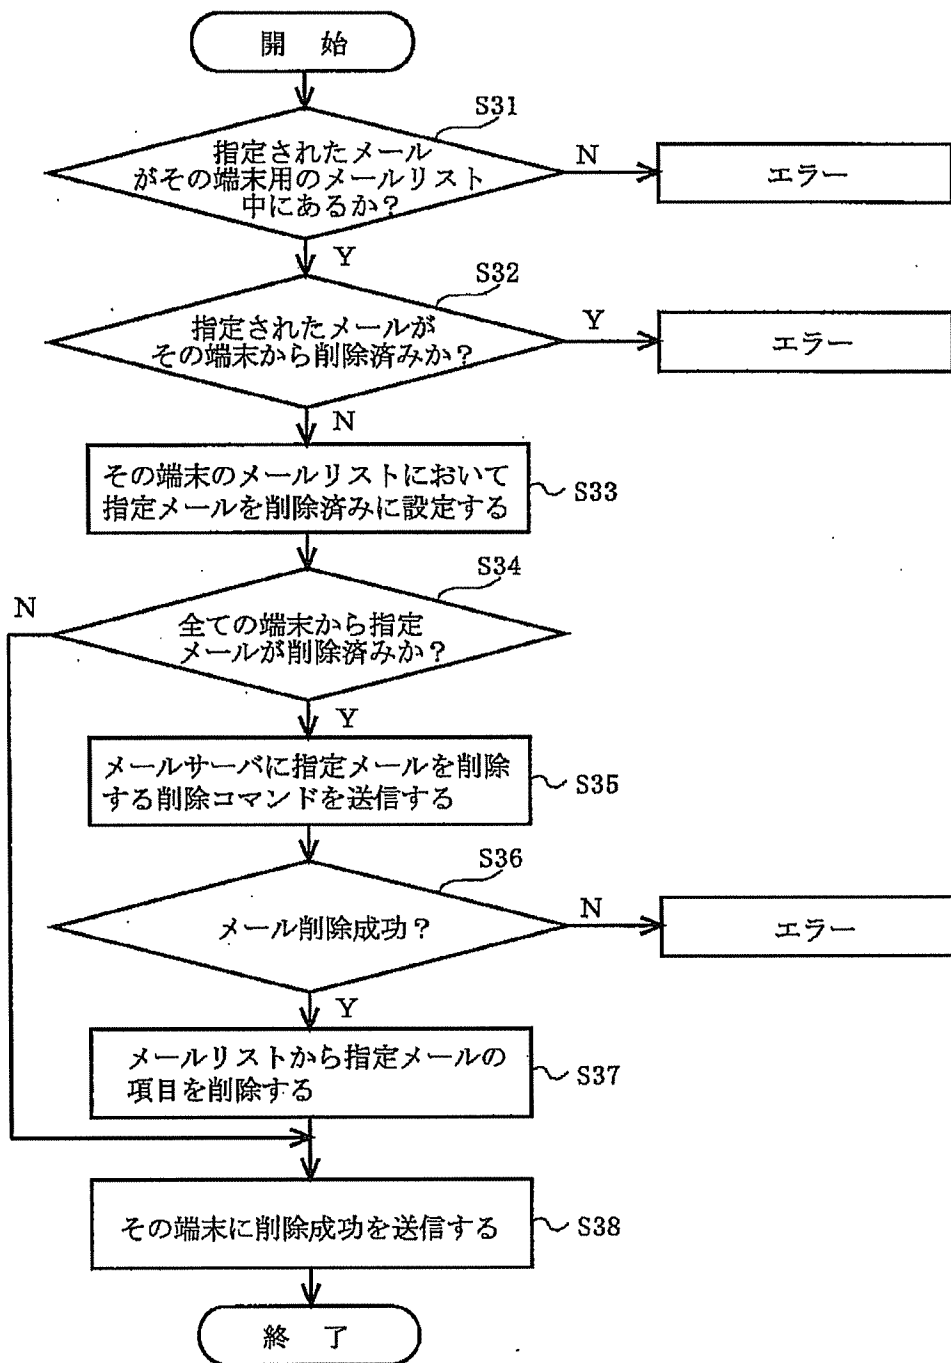 開 始
S31
指定されたメール
がその端末用のメールリスト
中にあるか？
N
エラー
Y
S32
指定されたメールが
その端末から削除済みか？
Y
エラー
N
その端末のメールリストにおいて
指定メールを削除済みに設定する
S33
S34
N
全ての端末から指定
メールが削除済みか？
Y
メールサーバに指定メールを削除
する削除コマンドを送信する
S35
S36
メール削除成功？
N
エラー
Y
メールリストから指定メールの
項目を削除する
S37
その端末に削除成功を送信する
S38
終 了